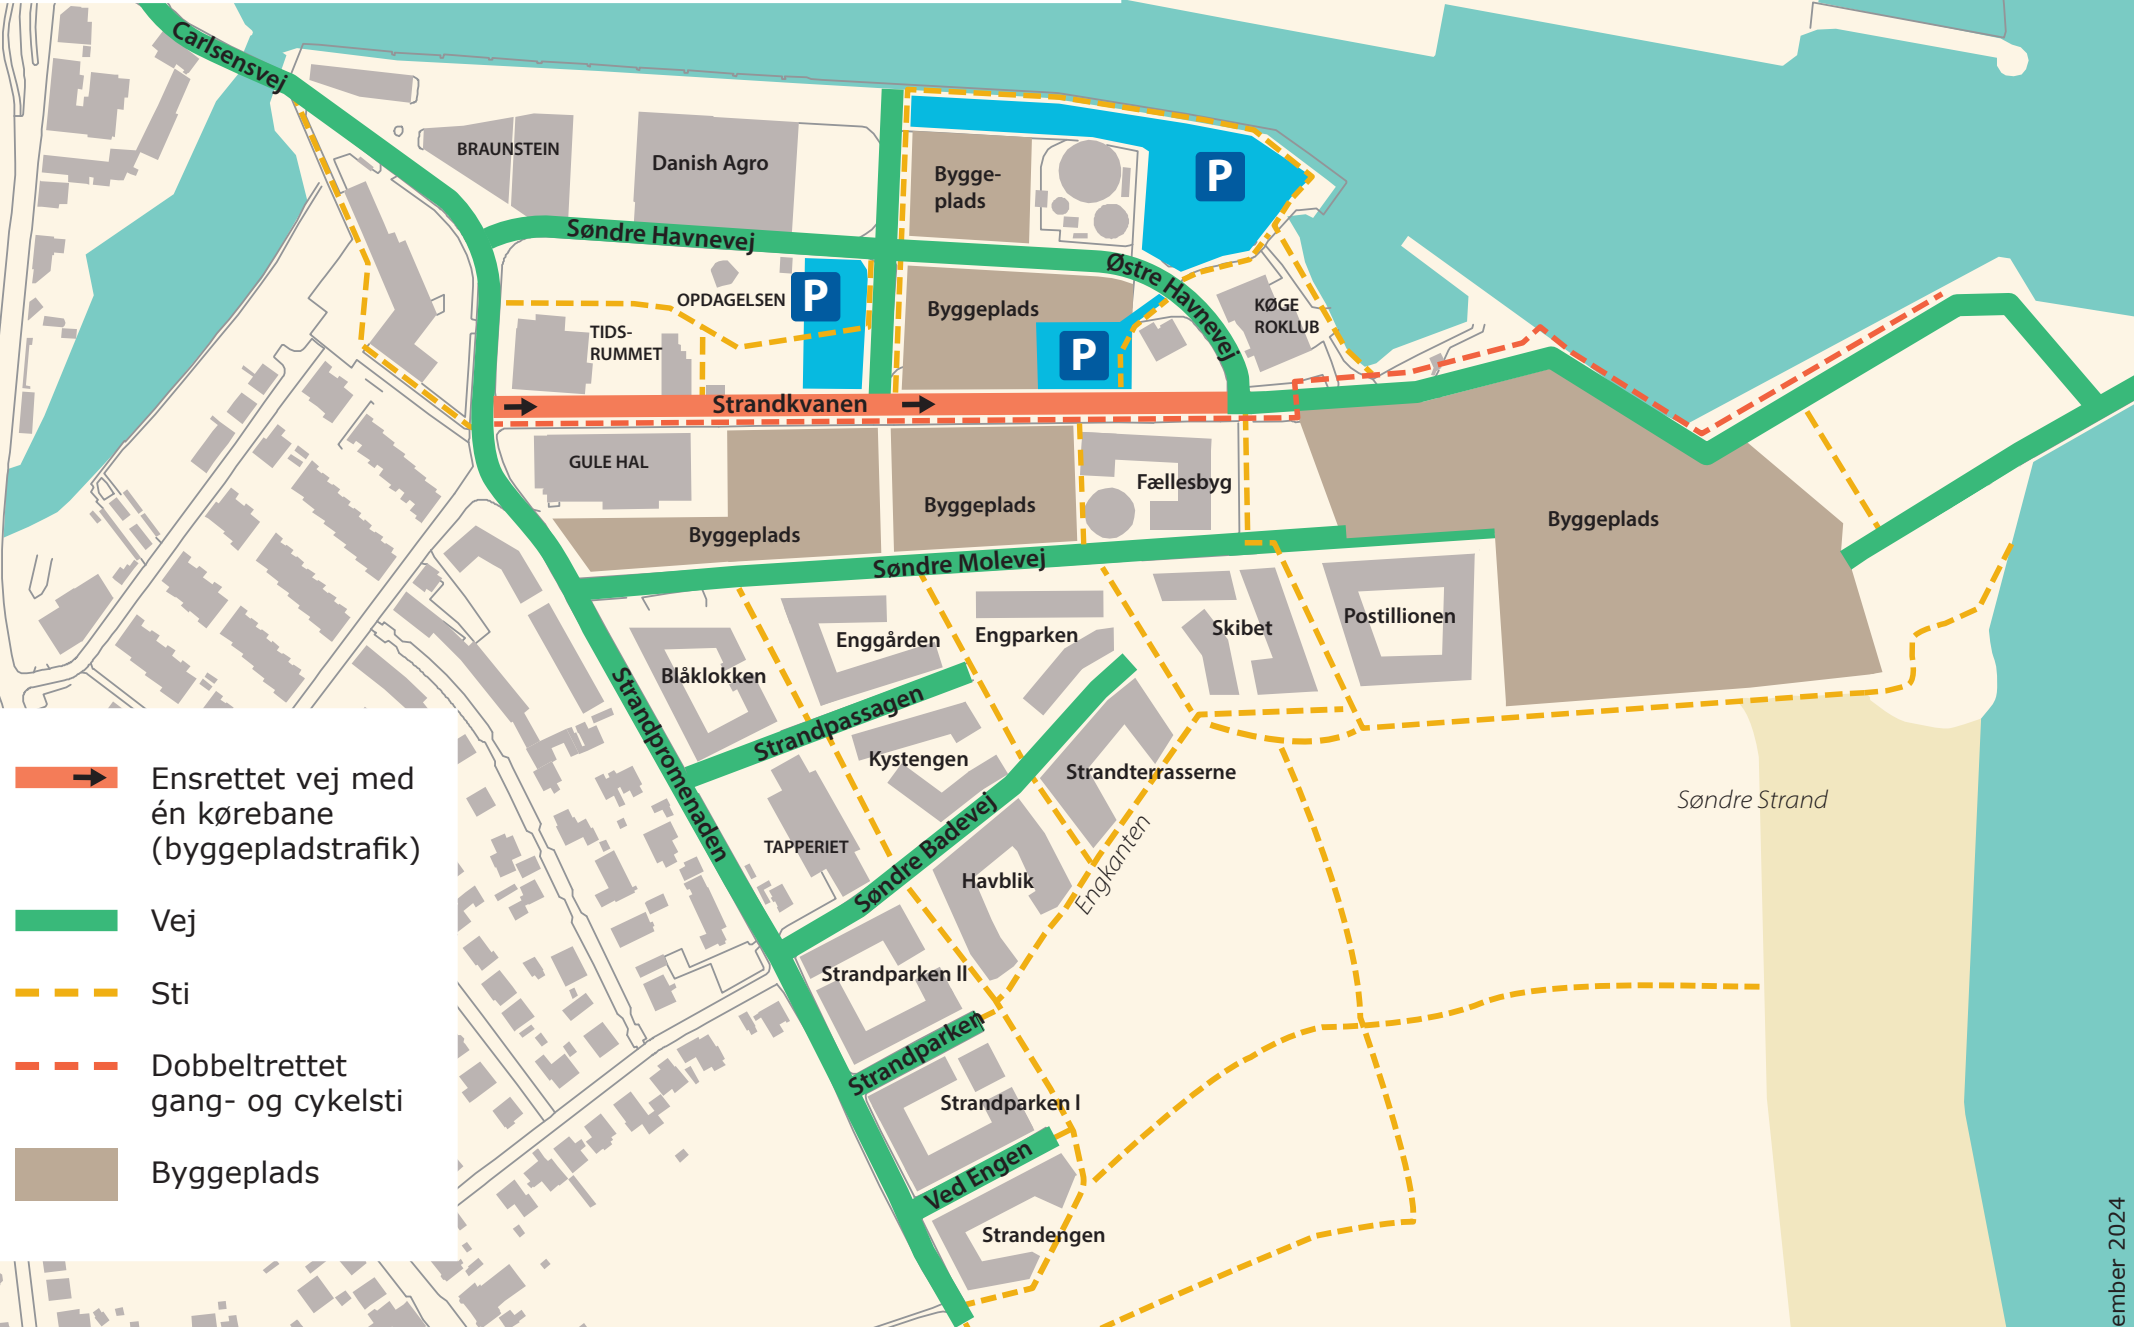 Carlsensvej
BRAUNSTEIN
Danish Agro
Bygge-
plads
P
Søndre Havnevej
Østre Havnevej
OPDAGELSEN
P
Byggeplads
KØGE
ROKLUB
TIDS-
RUMMET
P
Strandkvanen
GULE HAL
Fællesbyg
Byggeplads
Byggeplads
Byggeplads
Søndre Molevej
Postillionen
Skibet
Engparken
Enggården
Blåklokken
Strandpromenaden
Strandpassagen
Kystengen
Strandterrasserne
Søndre Strand
TAPPERIET
Søndre Badevej
Havblik
Engkanten
Strandparken II
Strandparken
Strandparken I
Ved Engen
Strandengen
Ensrettet vej med
én kørebane
(byggepladstrafik)
Vej
Sti
Dobbeltrettet
gang- og cykelsti
Byggeplads
2024